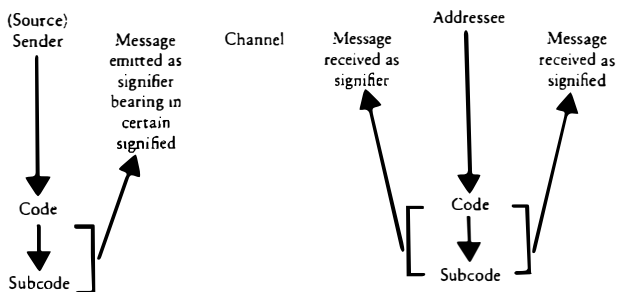 (Source)
Sender
Message
emitted as
signifier
bearing in
certain
signified
Channel
Message
received as
signifier
Addressee
Message
received as
signified
Code
Subcode
Code
Subcode